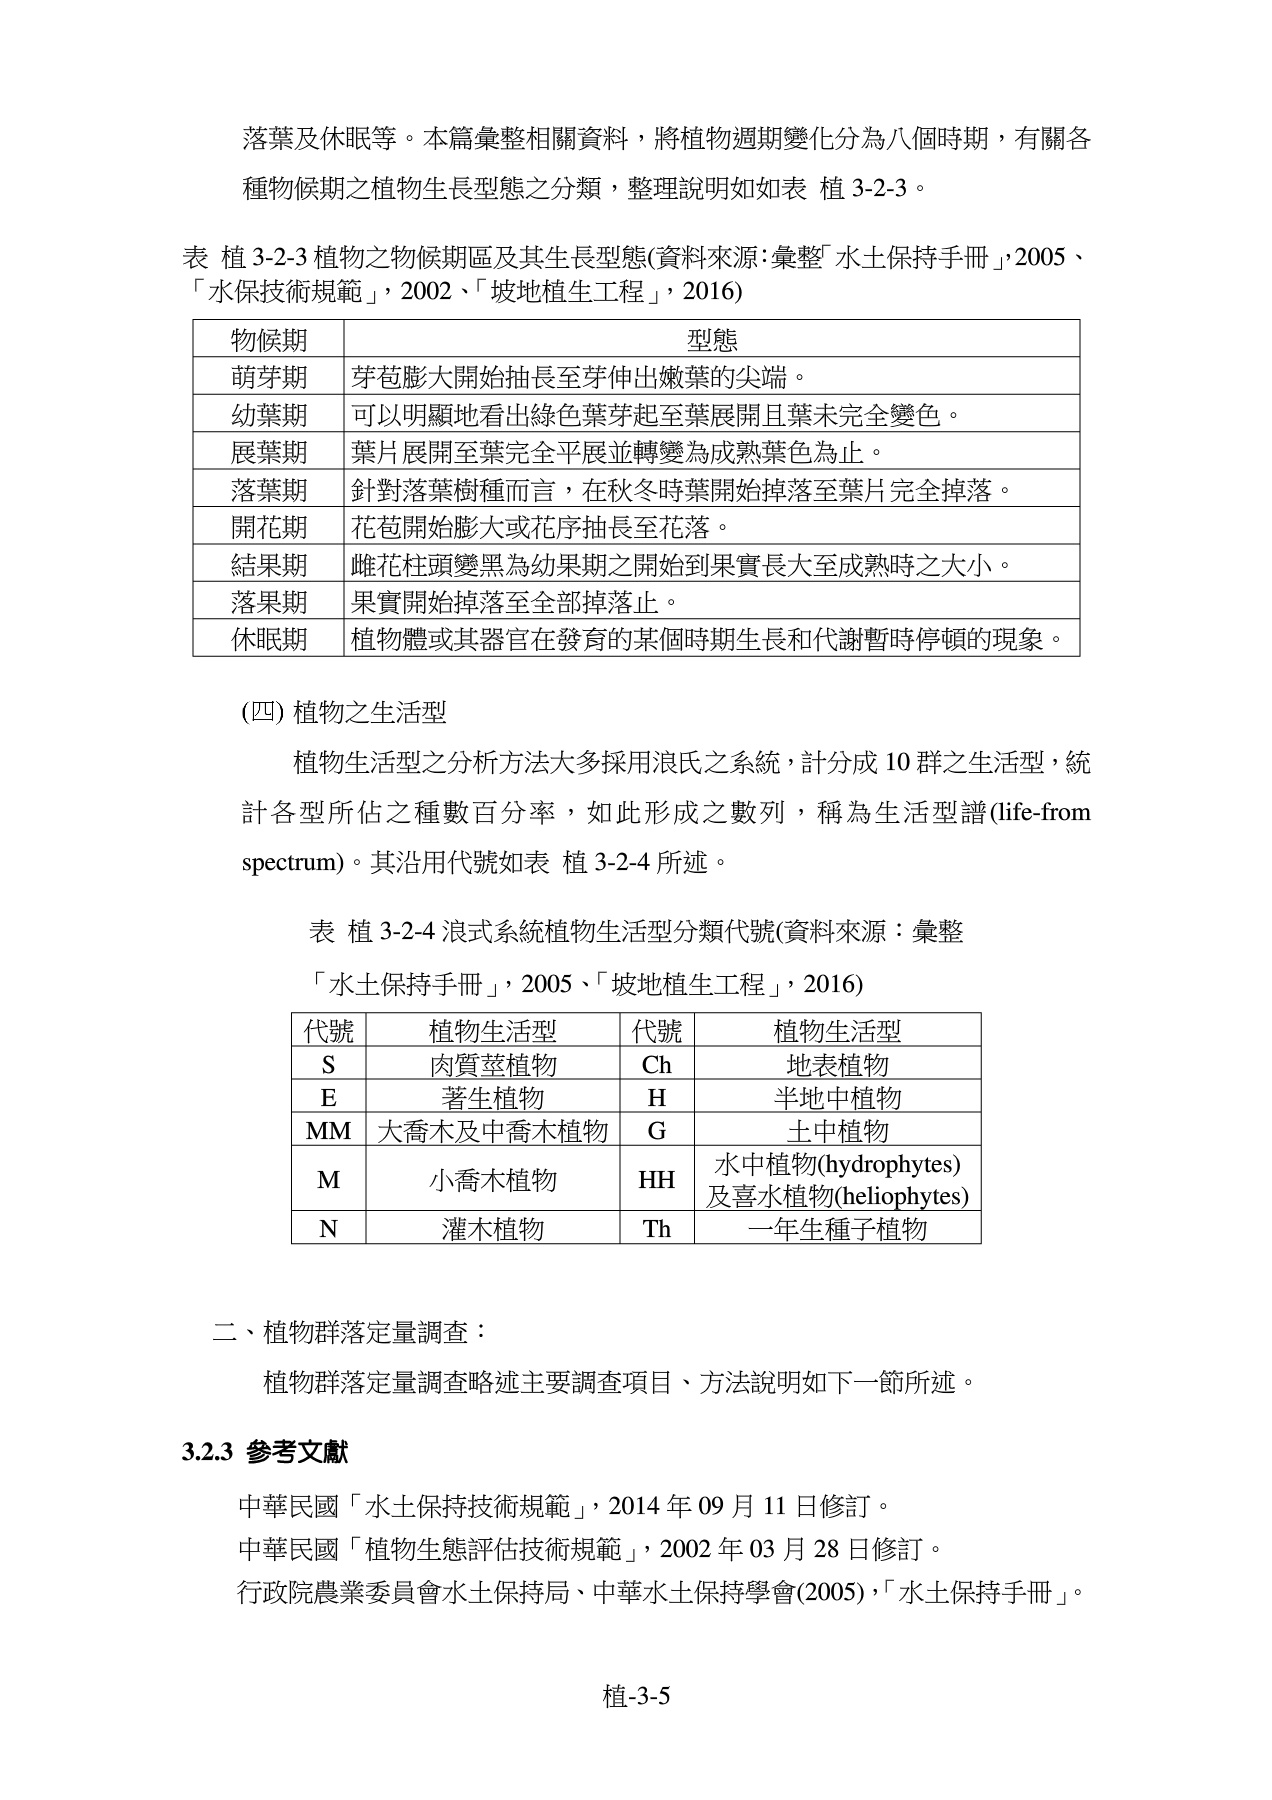 落葉及休眠等。本篇彙整相關資料，將植物週期變化分為八個時期，有關各
種物候期之植物生長型態之分類，整理說明如如表 植 3-2-3。
表 植 3-2-3 植物之物候期區及其生長型態(資料來源：彙整「水土保持手冊」，2005、
「水保技術規範」，2002、「坡地植生工程」，2016)
物候期 型態
萌芽期 芽苞膨大開始抽長至芽伸出嫩葉的尖端。
幼葉期 可以明顯地看出綠色葉芽起至葉展開且葉未完全變色。
展葉期 葉片展開至葉完全平展並轉變為成熟葉色為止。
落葉期 針對落葉樹種而言，在秋冬時葉開始掉落至葉片完全掉落。
開花期 花苞開始膨大或花序抽長至花落。
結果期 雌花柱頭變黑為幼果期之開始到果實長大至成熟時之大小。
落果期 果實開始掉落至全部掉落止。
休眠期 植物體或其器官在發育的某個時期生長和代謝暫時停頓的現象。
(四) 植物之生活型
植物生活型之分析方法大多採用浪氏之系統，計分成 10 群之生活型，統
計各型所佔之種數百分率，如此形成之數列，稱為生活型譜(life-from
spectrum)。其沿用代號如表 植 3-2-4 所述。
表 植 3-2-4 浪式系統植物生活型分類代號(資料來源：彙整
「水土保持手冊」，2005、「坡地植生工程」，2016)
代號 植物生活型 代號 植物生活型
S 肉質莖植物 Ch 地表植物
E 著生植物 H 半地中植物
MM 大喬木及中喬木植物 G 土中植物
M 小喬木植物 HH 水中植物(hydrophytes)
及喜水植物(heliophytes)
N 灌木植物 Th 一年生種子植物
二、植物群落定量調查：
植物群落定量調查略述主要調查項目、方法說明如下一節所述。
3.2.3 參考文獻
中華民國「水土保持技術規範」，2014 年 09 月 11 日修訂。
中華民國「植物生態評估技術規範」，2002 年 03 月 28 日修訂。
行政院農業委員會水土保持局、中華水土保持學會(2005)，「水土保持手冊」。
植-3-5